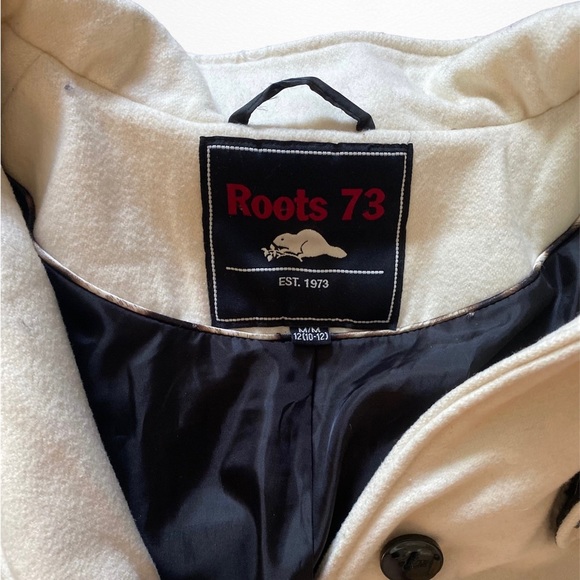 Roots 73
EST. 1973
M/M
12(10-12)